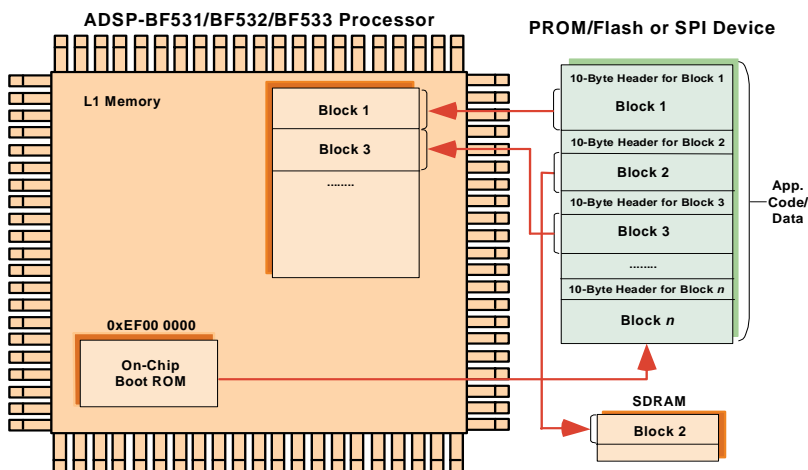 ADSP-BF531/BF532/BF533 Processor
L1 Memory
Block 1
Block 3
........
0xEF00 0000
On-Chip
Boot ROM
PROM/Flash or SPI Device
10-Byte Header for Block 1
Block 1
10-Byte Header for Block 2
Block 2
10-Byte Header for Block 3
Block 3
........
10-Byte Header for Block n
Block n
App.
Code/
Data
SDRAM
Block 2